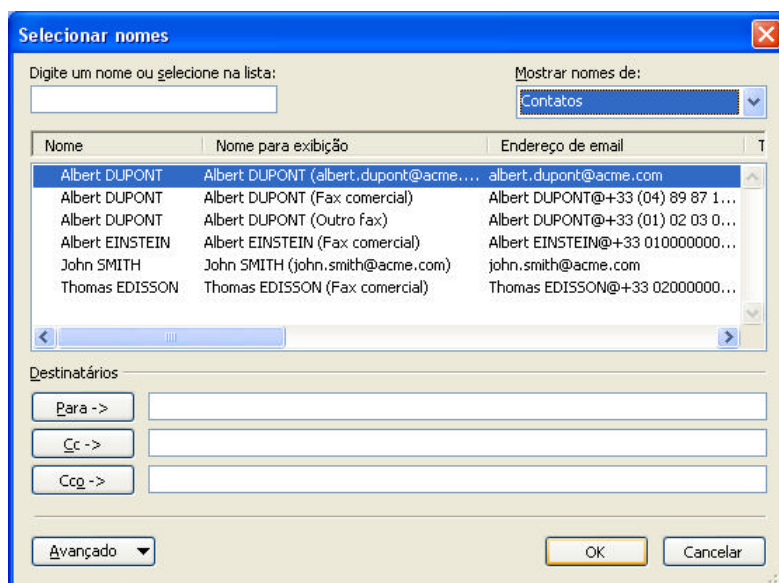 Selecionar nomes
Digite um nome ou selecione na lista: Mostrar nomes de:
Contatos
Nome Nome para exibição Endereço de email T
Albert DUPONT Albert DUPONT (albert.dupont@acme.... albert.dupont@acme.com
Albert DUPONT Albert DUPONT (Fax comercial) Albert DUPONT@+33 (04) 89 87 1...
Albert DUPONT Albert DUPONT (Outro fax) Albert DUPONT@+33 (01) 02 03 0...
Albert EINSTEIN Albert EINSTEIN (Fax comercial) Albert EINSTEIN@+33 010000000...
John SMITH John SMITH (john.smith@acme.com) john.smith@acme.com
Thomas EDISSON Thomas EDISSON (Fax comercial) Thomas EDISSON@+33 02000000...
Destinatários
Para ->
Cc ->
Cco ->
Avançado OK Cancelar